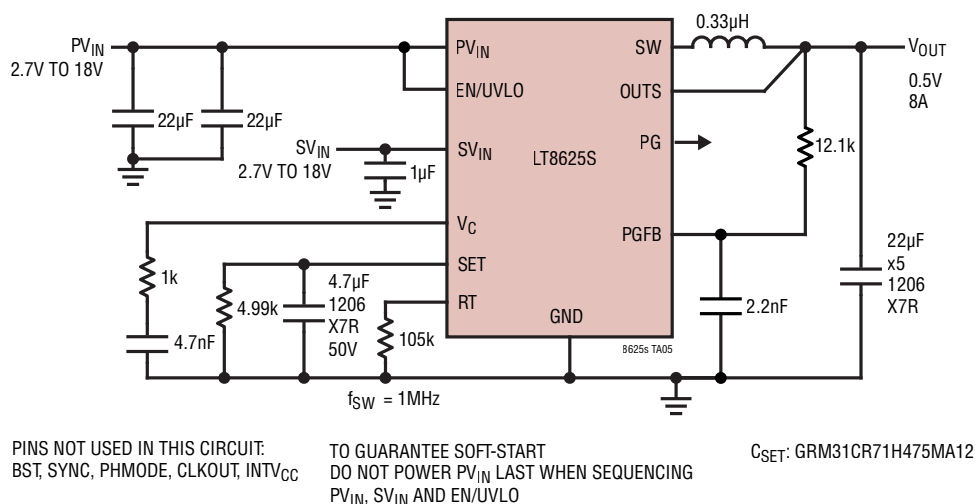 0.33µH
PVIN
2.7V TO 18V
PVIN
SW
VOUT
0.5V
8A
EN/UVLO
OUTS
22µF
22µF
PG
12.1k
SVIN
2.7V TO 18V
SVIN
LT8625S
1µF
VC
PGFB
1k
SET
22µF
x5
1206
X7R
4.99k
4.7µF
1206
X7R
50V
RT
2.2nF
4.7nF
105k
GND
8625s TA05
fSW = 1MHz
PINS NOT USED IN THIS CIRCUIT:
BST, SYNC, PHMODE, CLKOUT, INTVCC
TO GUARANTEE SOFT-START
DO NOT POWER PVIN LAST WHEN SEQUENCING
PVIN, SVIN AND EN/UVLO
CSET: GRM31CR71H475MA12